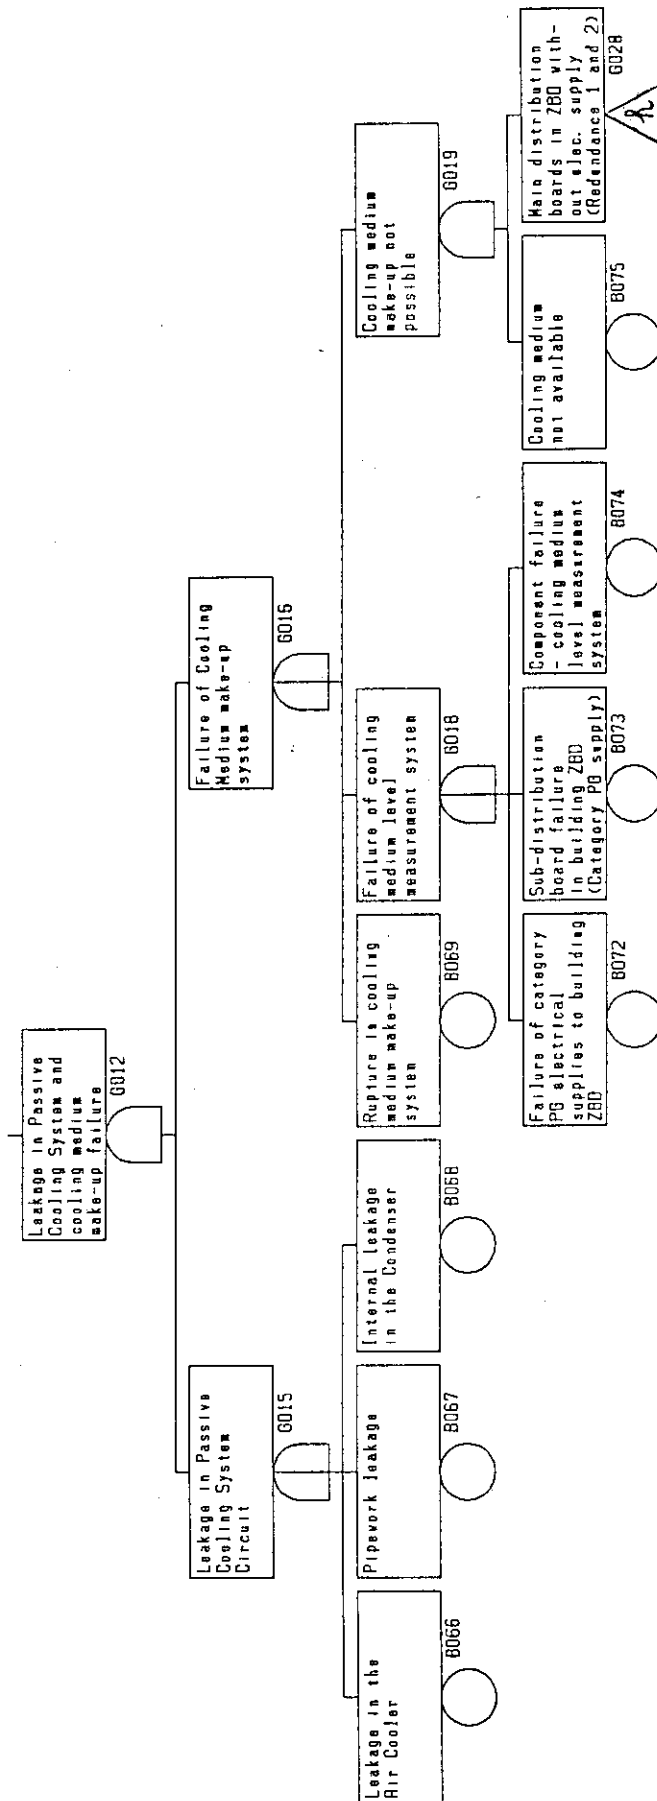 Leakage in Passive
Cooling System and
cooling medium
make-up failure
G012
Leakage in Passive
Cooling System
Circuit
G015
Failure of Cooling
Medium make-up
system
G016
Leakage in the
Air Cooler
B066
Pipework leakage
B067
Internal Leakage
in the Condenser
B068
Rupture in cooling
medium make-up
system
B069
Failure of cooling
medium level
measurement system
G018
Cooling medium
make-up not
possible
G019
Failure of category
PG electrical
supplies to building
ZBD
B072
Sub-distribution
board failure
in building ZBD
(Category PG supply)
B073
Component failure
- cooling medium
level measurement
system
B074
Cooling medium
not available
B075
Main distribution
boards in ZBD with-
out elec. supply
(Redendance 1 and 2)
G028